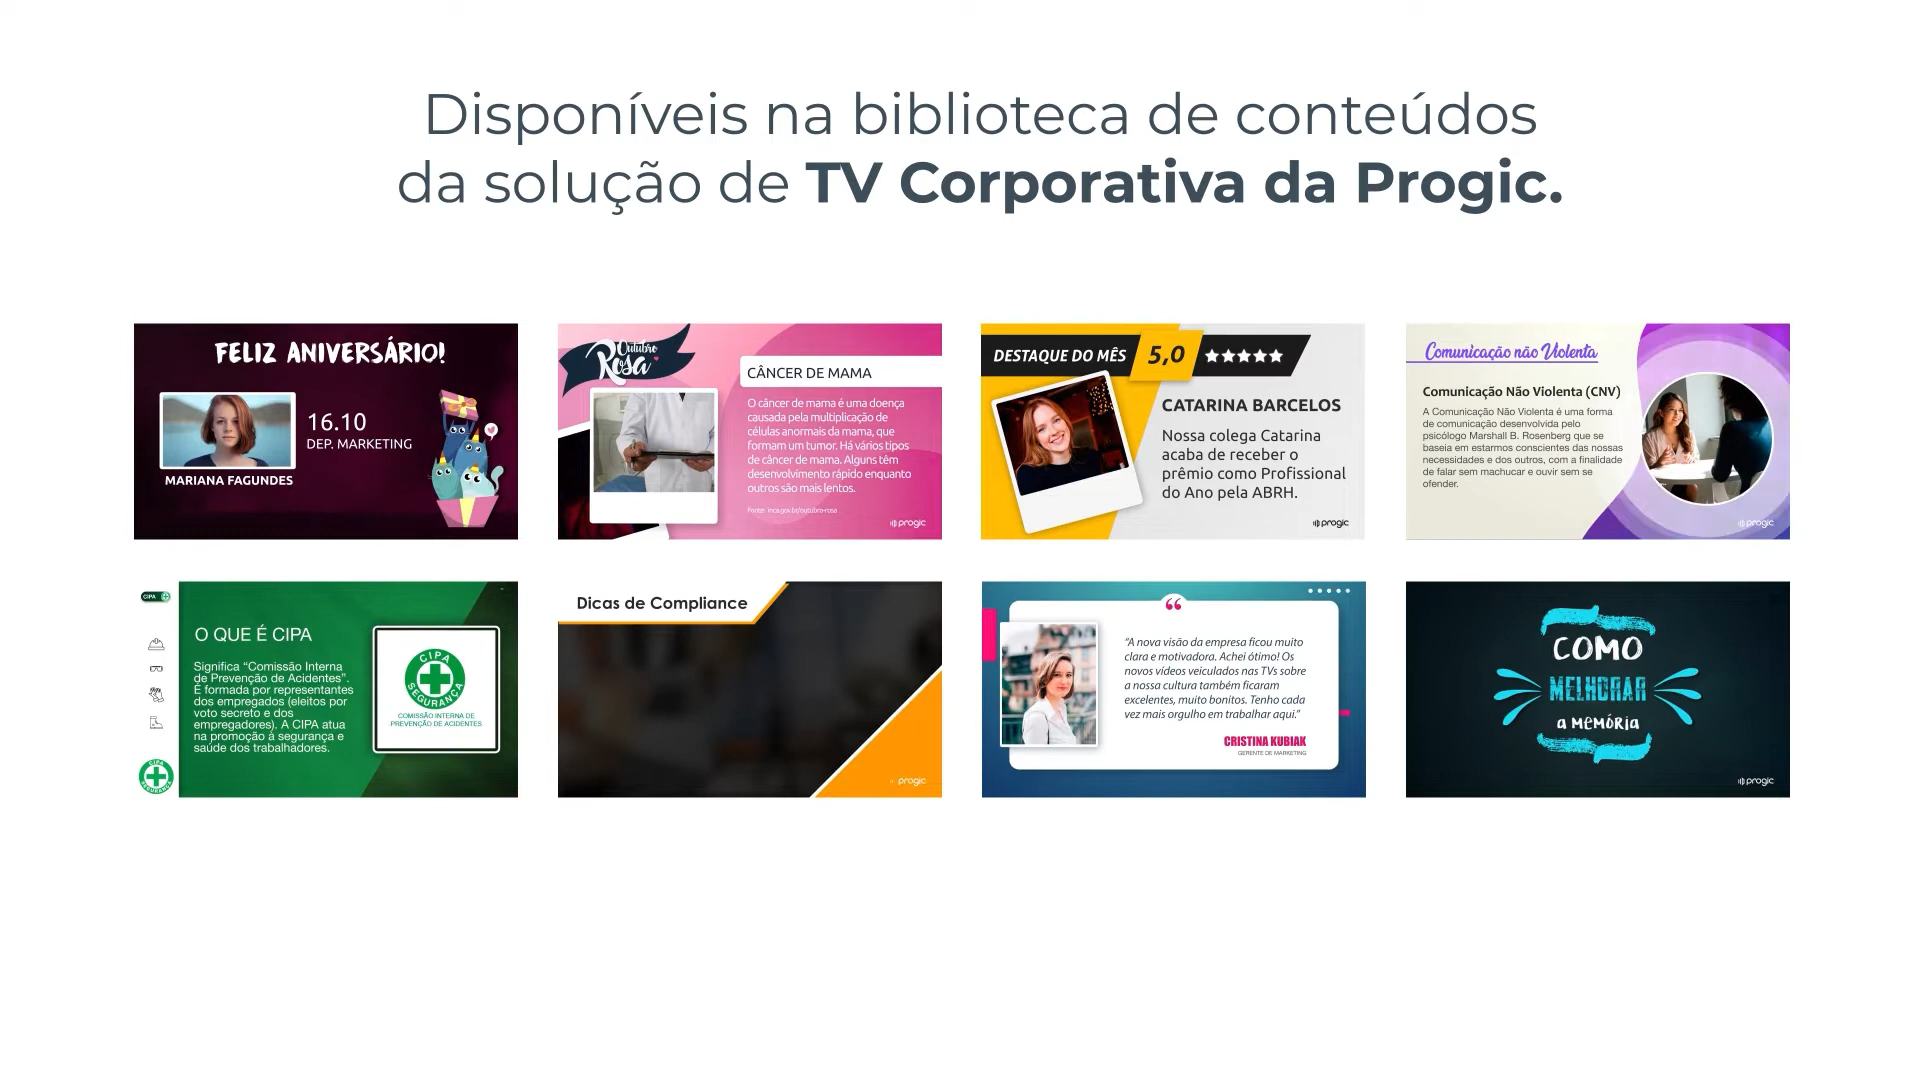 Disponíveis na biblioteca de conteúdos
da solução de TV Corporativa da Progic.
FELIZ ANIVERSÁRIO!
16.10
DEP. MARKETING
MARIANA FAGUNDES
Outubro
Rosa
CÂNCER DE MAMA
O câncer de mama é uma doença
causada pela multiplicação de
células anormais da mama, que
formam um tumor. Há vários tipos
de câncer de mama. Alguns têm
desenvolvimento rápido enquanto
outros são mais lentos.
Fonte: inca.gov.br/outubro-rosa
progic
DESTAQUE DO MÊS 5,0
CATARINA BARCELOS
Nossa colega Catarina
acaba de receber o
prêmio como Profissional
do Ano pela ABRH.
progic
Comunicação não Violenta
Comunicação Não Violenta (CNV)
A Comunicação Não Violenta é uma forma
de comunicação desenvolvida pelo
psicólogo Marshall B. Rosenberg que se
baseia em estarmos conscientes das nossas
necessidades e dos outros, com a finalidade
de falar sem machucar e ouvir sem se
ofender.
progic
CIPA
O QUE É CIPA
Significa “Comissão Interna
de Prevenção de Acidentes”.
É formada por representantes
dos empregados (eleitos por
voto secreto e dos
empregadores). A CIPA atua
na promoção à segurança e
saúde dos trabalhadores.
CIPA
SEGURANÇA
COMISSÃO INTERNA DE
PREVENÇÃO DE ACIDENTES
CIPA
SEGURANÇA
Dicas de Compliance
progic
“A nova visão da empresa ficou muito
clara e motivadora. Achei ótimo! Os
novos vídeos veiculados nas TVs sobre
a nossa cultura também ficaram
excelentes, muito bonitos. Tenho cada
vez mais orgulho em trabalhar aqui.”
CRISTINA KUBIAK
GERENTE DE MARKETING
COMO
MELHORAR
a MEMÓRIA
progic